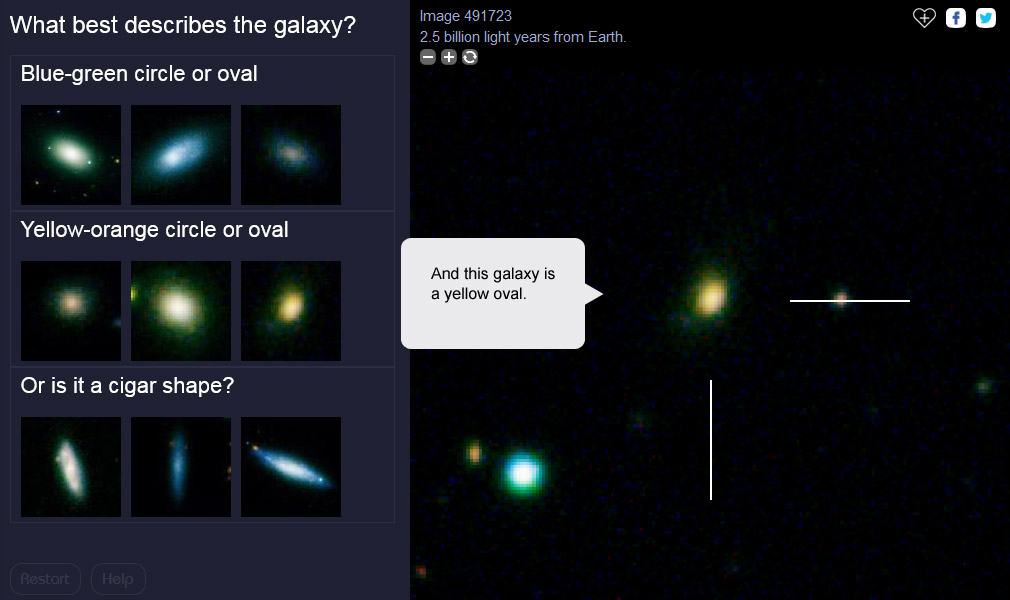 What best describes the galaxy?
Blue-green circle or oval
Yellow-orange circle or oval
Or is it a cigar shape?
Restart
Help
Image 491723
2.5 billion light years from Earth.
And this galaxy is
a yellow oval.